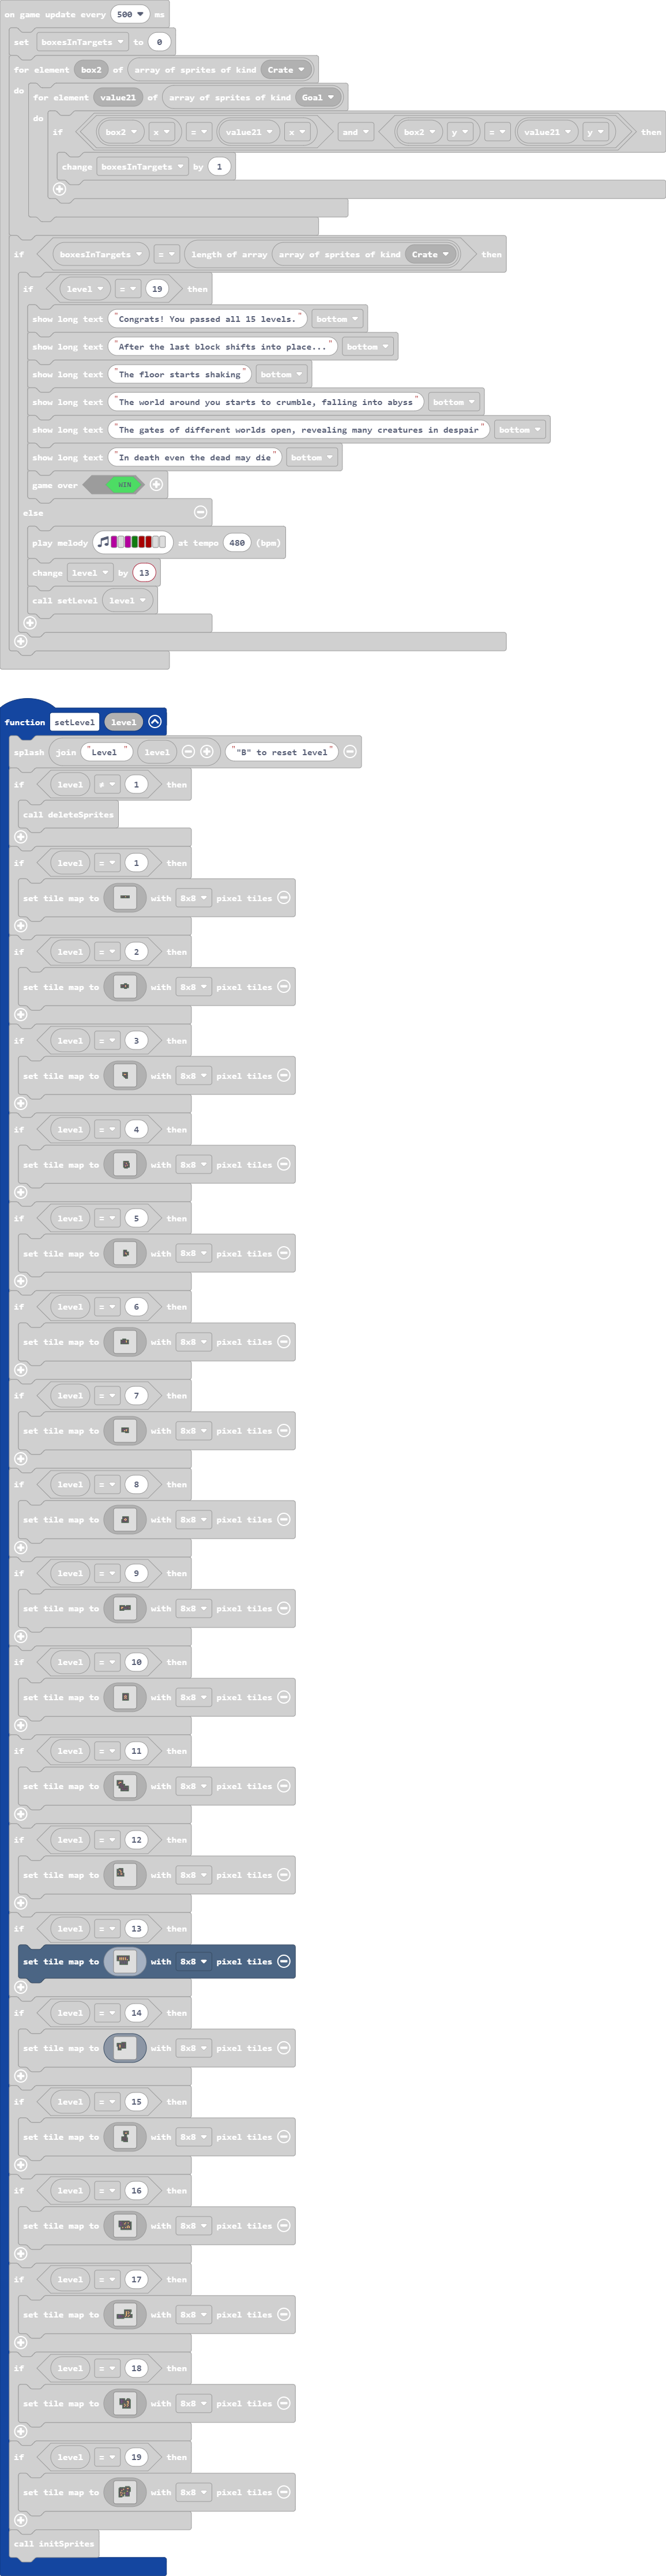 on game update every 500 ms
set boxesInTargets to 0
for element box2 of array of sprites of kind Crate
do
for element value21 of array of sprites of kind Goal
do
if box2 x = value21 x and box2 y = value21 y then
change boxesInTargets by 1
if boxesInTargets = length of array array of sprites of kind Crate then
if level = 19 then
show long text "Congrats! You passed all 15 levels." bottom
show long text "After the last block shifts into place..." bottom
show long text "The floor starts shaking" bottom
show long text "The world around you starts to crumble, falling into abyss" bottom
show long text "The gates of different worlds open, revealing many creatures in despair" bottom
show long text "In death even the dead may die" bottom
game over WIN
else
play melody at tempo 480 (bpm)
change level by 13
call setLevel level
function setLevel level
splash join "Level " level ""B" to reset level"
if level ≠ 1 then
call deleteSprites
if level = 1 then
set tile map to with 8x8 pixel tiles
if level = 2 then
set tile map to with 8x8 pixel tiles
if level = 3 then
set tile map to with 8x8 pixel tiles
if level = 4 then
set tile map to with 8x8 pixel tiles
if level = 5 then
set tile map to with 8x8 pixel tiles
if level = 6 then
set tile map to with 8x8 pixel tiles
if level = 7 then
set tile map to with 8x8 pixel tiles
if level = 8 then
set tile map to with 8x8 pixel tiles
if level = 9 then
set tile map to with 8x8 pixel tiles
if level = 10 then
set tile map to with 8x8 pixel tiles
if level = 11 then
set tile map to with 8x8 pixel tiles
if level = 12 then
set tile map to with 8x8 pixel tiles
if level = 13 then
set tile map to with 8x8 pixel tiles
if level = 14 then
set tile map to with 8x8 pixel tiles
if level = 15 then
set tile map to with 8x8 pixel tiles
if level = 16 then
set tile map to with 8x8 pixel tiles
if level = 17 then
set tile map to with 8x8 pixel tiles
if level = 18 then
set tile map to with 8x8 pixel tiles
if level = 19 then
set tile map to with 8x8 pixel tiles
call initSprites